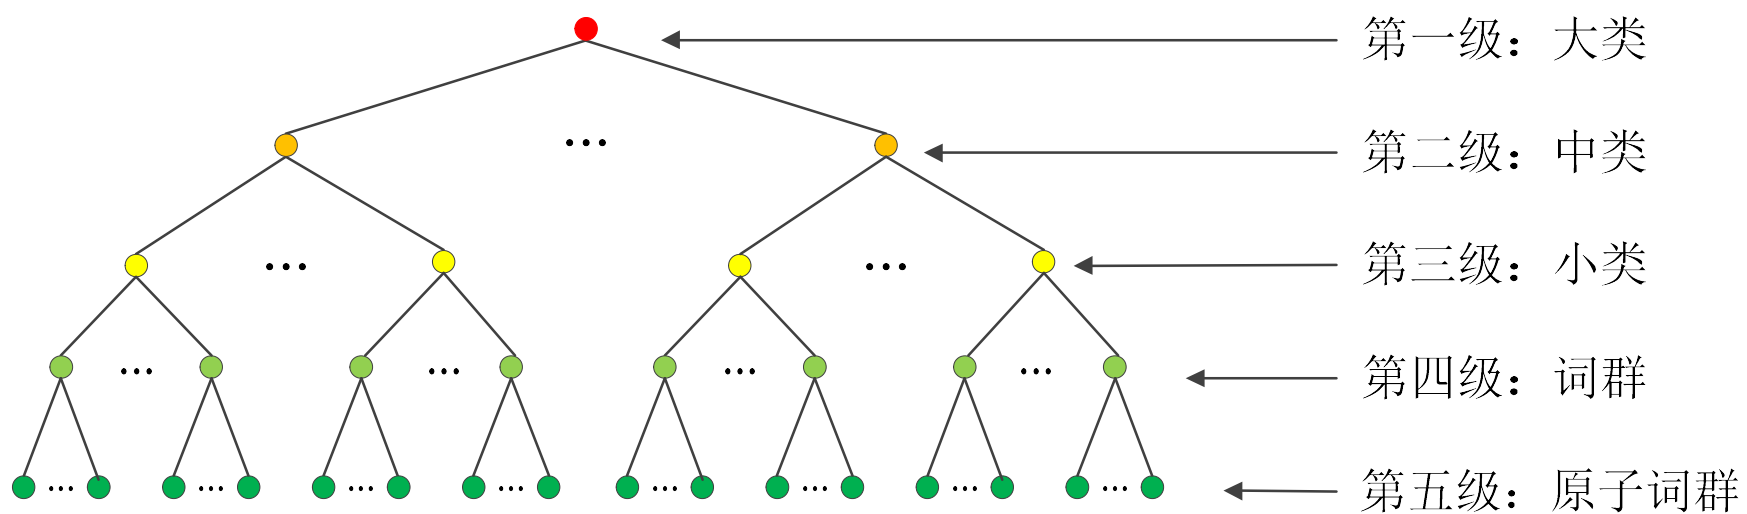 第一级：大类
…
第二级：中类
… …
第三级：小类
… … … …
第四级：词群
… … … … … … … …
第五级：原子词群